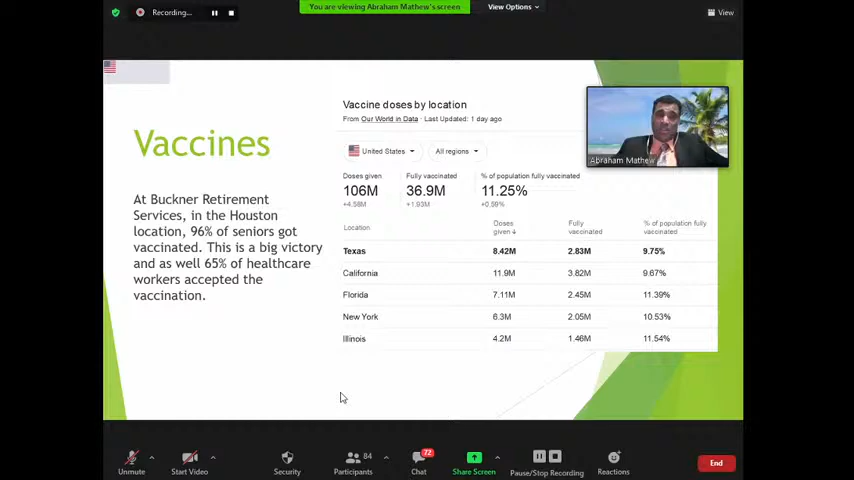 Recording...
You are viewing Abraham Mathew's screen
View Options
View
Vaccines
At Buckner Retirement
Services, in the Houston
location, 96% of seniors got
vaccinated. This is a big victory
and as well 65% of healthcare
workers accepted the
vaccination.
Vaccine doses by location
From Our World in Data · Last Updated: 1 day ago
United States All regions
Doses given Fully vaccinated % of population fully vaccinated
106M 36.9M 11.25%
+4.58M +1.93M +0.59%
Location Doses given ↓ Fully vaccinated % of population fully vaccinated
Texas 8.42M 2.83M 9.75%
California 11.9M 3.82M 9.67%
Florida 7.11M 2.45M 11.39%
New York 6.3M 2.05M 10.53%
Illinois 4.2M 1.46M 11.54%
Abraham Mathew
Unmute Start Video Security Participants 84 Chat 72 Share Screen Pause/Stop Recording Reactions End